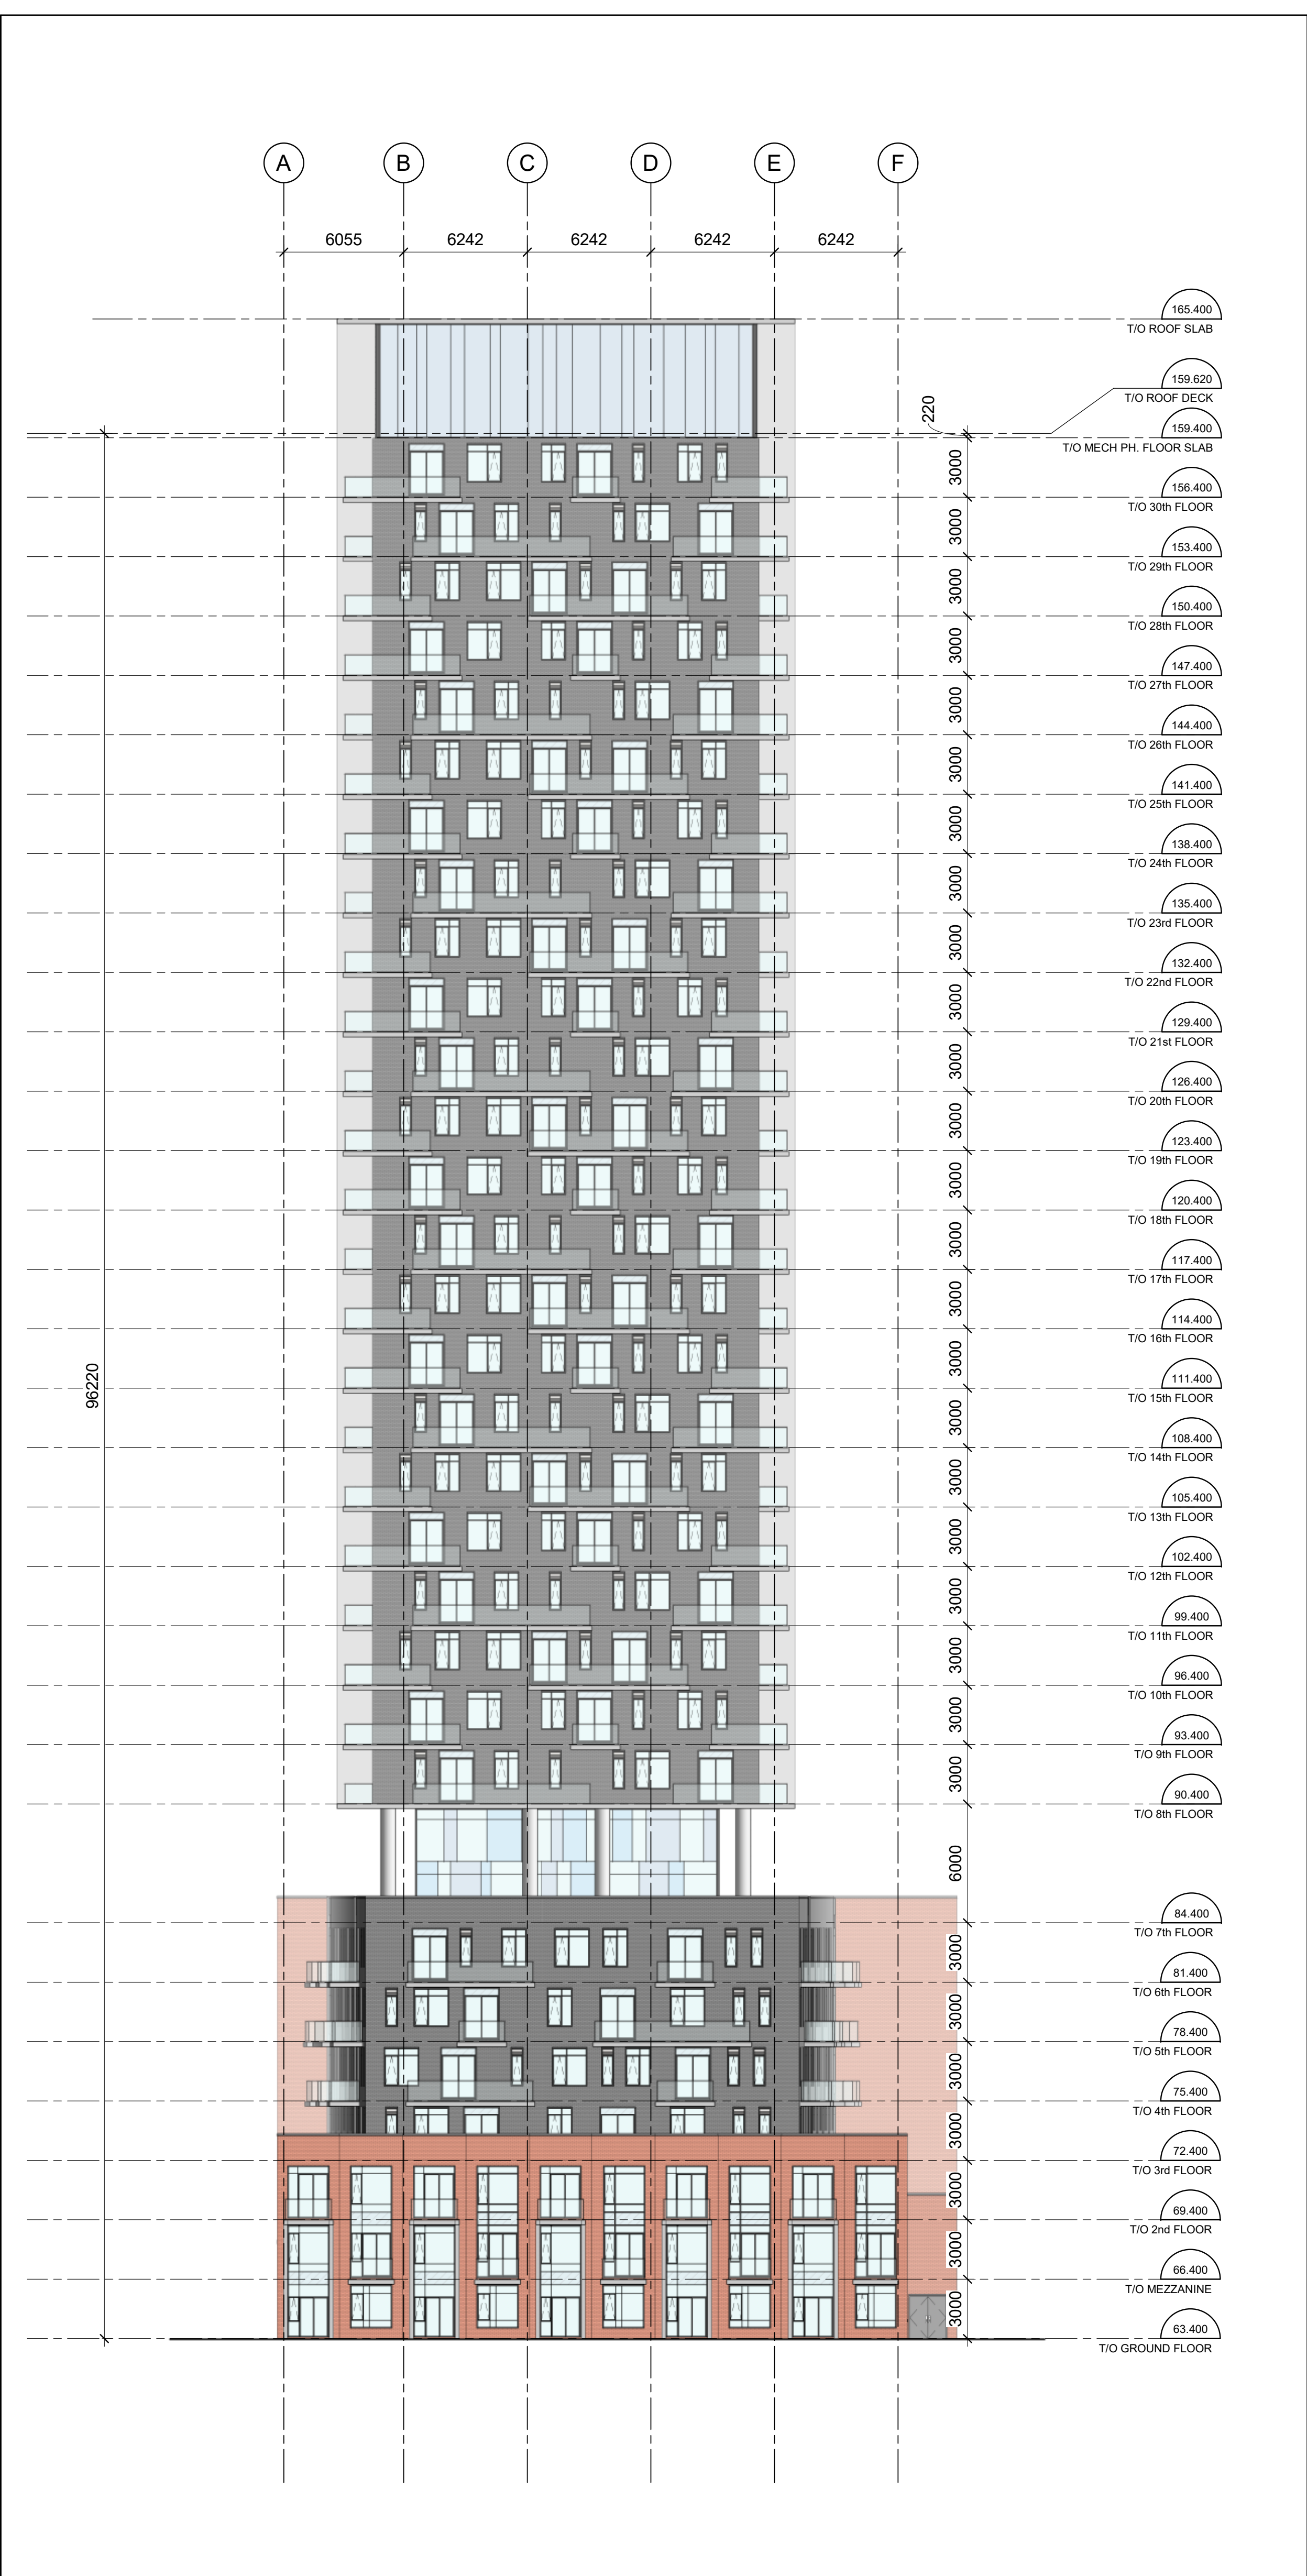 A B C D E F
6055 6242 6242 6242 6242
165.400
T/O ROOF SLAB
159.620
T/O ROOF DECK
220
159.400
T/O MECH PH. FLOOR SLAB
3000
156.400
T/O 30th FLOOR
3000
153.400
T/O 29th FLOOR
3000
150.400
T/O 28th FLOOR
3000
147.400
T/O 27th FLOOR
3000
144.400
T/O 26th FLOOR
3000
141.400
T/O 25th FLOOR
3000
138.400
T/O 24th FLOOR
3000
135.400
T/O 23rd FLOOR
3000
132.400
T/O 22nd FLOOR
3000
129.400
T/O 21st FLOOR
3000
126.400
T/O 20th FLOOR
3000
123.400
T/O 19th FLOOR
3000
120.400
T/O 18th FLOOR
3000
117.400
T/O 17th FLOOR
3000
114.400
T/O 16th FLOOR
3000
96220
111.400
T/O 15th FLOOR
3000
108.400
T/O 14th FLOOR
3000
105.400
T/O 13th FLOOR
3000
102.400
T/O 12th FLOOR
3000
99.400
T/O 11th FLOOR
3000
96.400
T/O 10th FLOOR
3000
93.400
T/O 9th FLOOR
3000
90.400
T/O 8th FLOOR
6000
84.400
T/O 7th FLOOR
3000
81.400
T/O 6th FLOOR
3000
78.400
T/O 5th FLOOR
3000
75.400
T/O 4th FLOOR
3000
72.400
T/O 3rd FLOOR
3000
69.400
T/O 2nd FLOOR
3000
66.400
T/O MEZZANINE
3000
63.400
T/O GROUND FLOOR